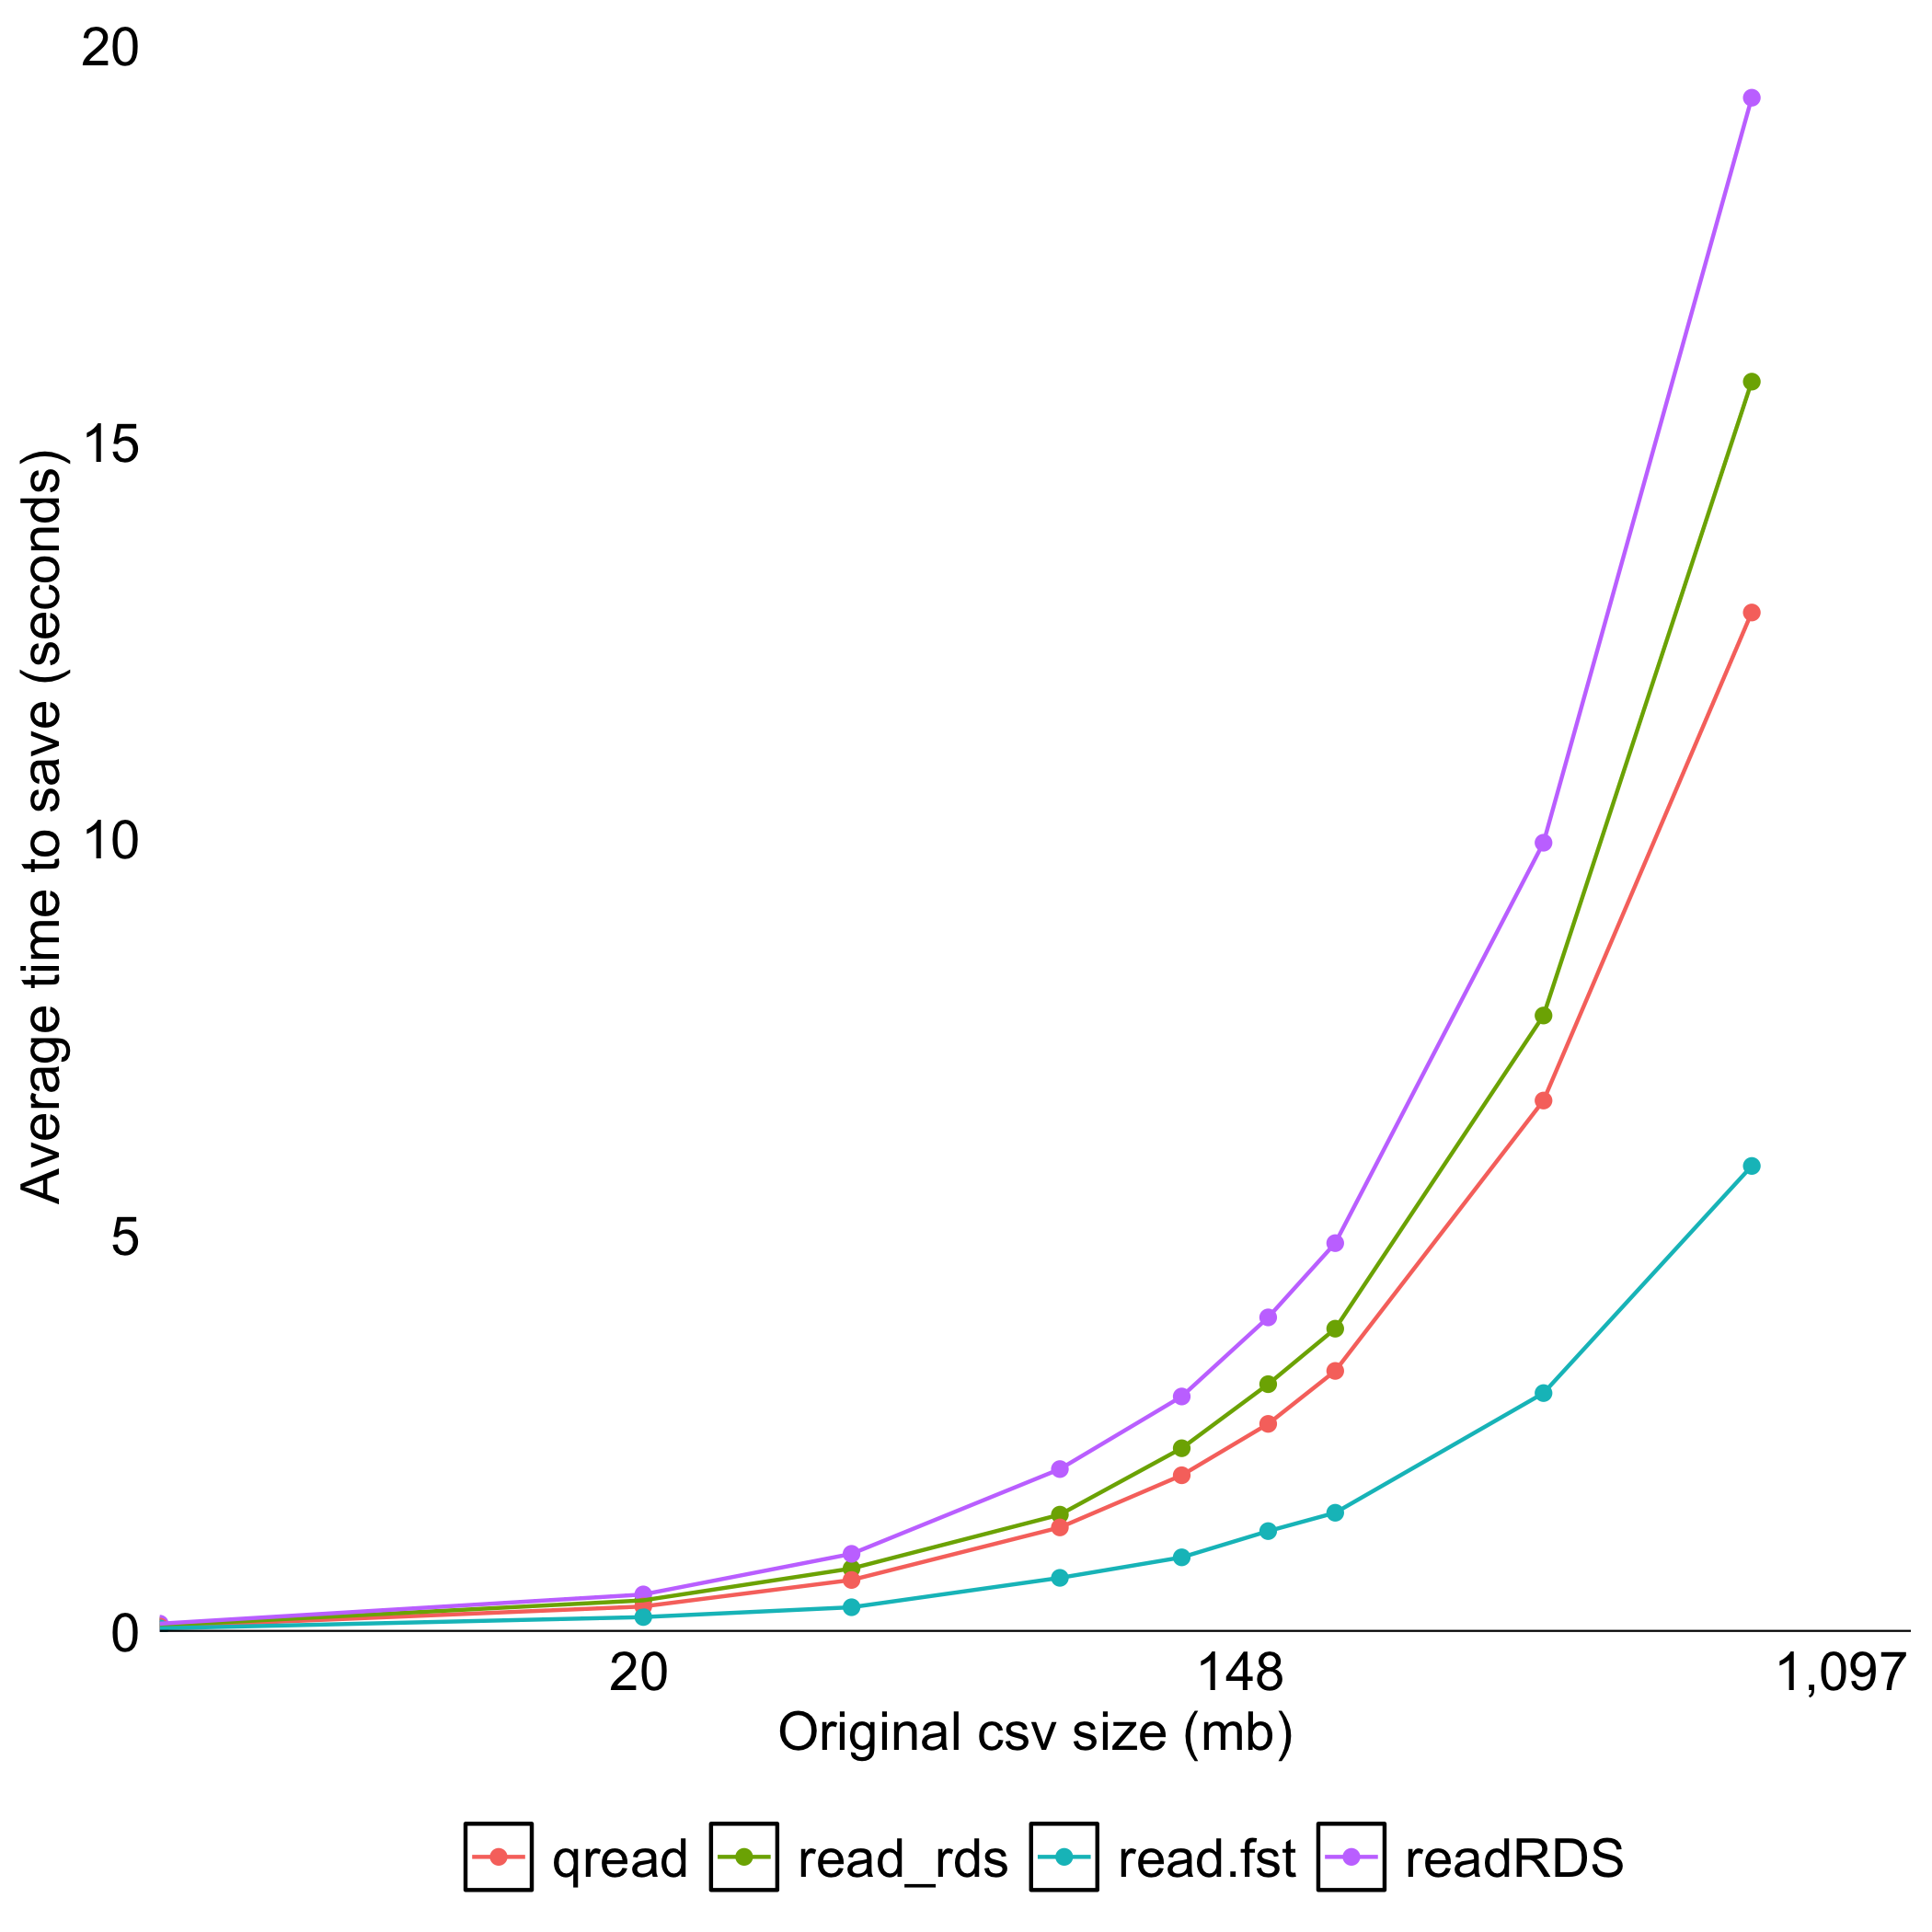 20
15
10
5
0
Average time to save (seconds)
20 148 1,097
Original csv size (mb)
qread read_rds read.fst readRDS